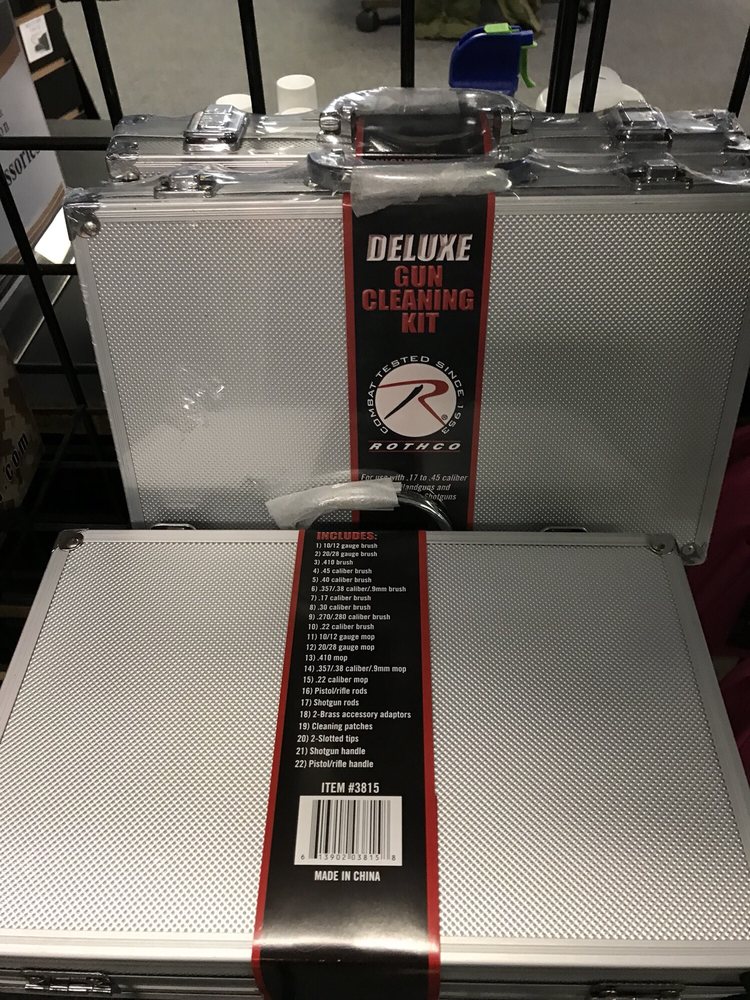 DELUXE
GUN
CLEANING
KIT
COMBAT TESTED SINCE 1953
R
®
ROTHCO
For use with .17 to .45 caliber
Handguns and
Shotguns
INCLUDES:
1) 10/12 gauge brush
2) 20/28 gauge brush
3) .410 brush
4) .45 caliber brush
5) .40 caliber brush
6) .357/.38 caliber/.9mm brush
7) .17 caliber brush
8) .30 caliber brush
9) .270/.280 caliber brush
10) .22 caliber brush
11) 10/12 gauge mop
12) 20/28 gauge mop
13) .410 mop
14) .357/.38 caliber/.9mm mop
15) .22 caliber mop
16) Pistol/rifle rods
17) Shotgun rods
18) 2-Brass accessory adaptors
19) Cleaning patches
20) 2-Slotted tips
21) Shotgun handle
22) Pistol/rifle handle
ITEM #3815
6 13902 03815 8
MADE IN CHINA
.com